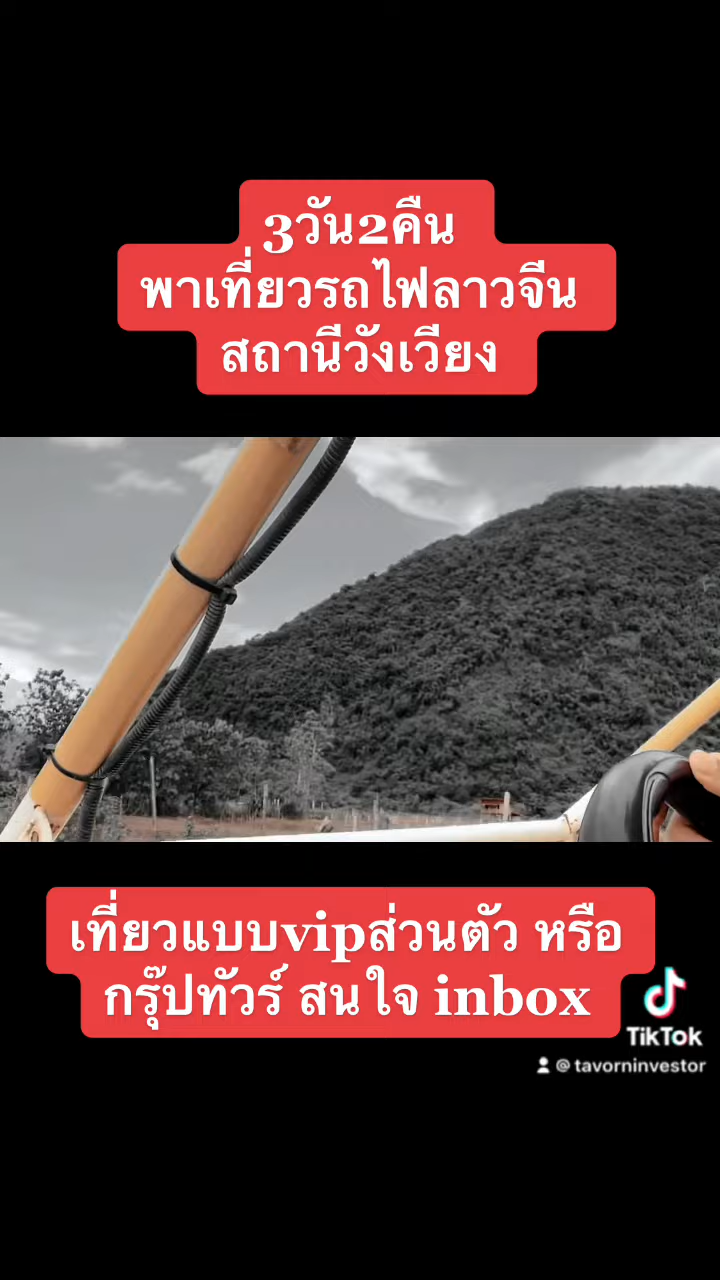 3วัน2คืน
พาเที่ยวรถไฟลาวจีน
สถานีวังเวียง
เที่ยวแบบvipส่วนตัว หรือ
กรุ๊ปทัวร์ สนใจ inbox
TikTok
@tavorninvestor